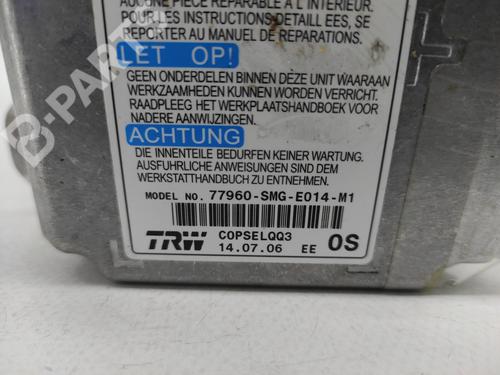 AUCUNE PIECE REPARABLE A L'INTERIEUR.
POUR LES INSTRUCTIONS DETAILL EES, SE
REPORTER AU MANUEL DE REPARATIONS.
LET OP!
GEEN ONDERDELEN BINNEN DEZE UNIT WAARAAN
WERKZAAMHEDEN KUNNEN WORDEN VERRICHT.
RAADPLEEG HET WERKPLAATSHANDBOEK VOOR
NADERE AANWIJZINGEN.
ACHTUNG
DIE INNENTEILE BEDURFEN KEINER WARTUNG.
AUSFUHRLICHE ANWEISUNGEN SIND DEM
WERKSTATTHANDBUCH ZU ENTNEHMEN.
MODEL NO. 77960-SMG-E014-M1
TRW COPSELQQ3 OS
14.07.06 EE
B-PARTS